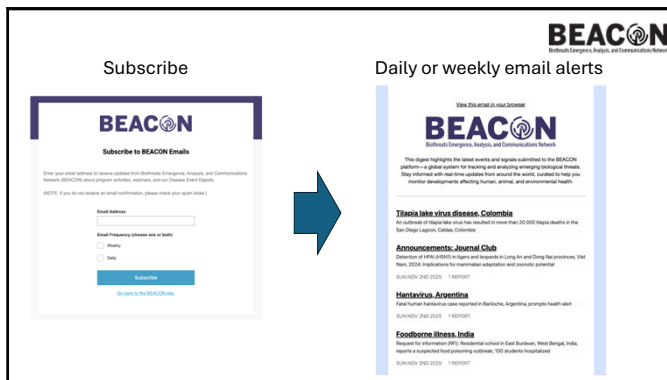 BEACON
Biothreats Emergence, Analysis, and Communications Network
Subscribe
Daily or weekly email alerts
BEACON
Subscribe to BEACON Emails
Enter your email address to receive updates from Biothreats Emergence, Analysis, and Communications
Network (BEACON) about program activities, webinars, and our Disease Event Digests.
(NOTE: If you do not receive an email confirmation, please check your spam folder.)
Email Address
Email Frequency (choose one or both)
Weekly
Daily
Subscribe
Go back to the BEACON site.
View this email in your browser
BEACON
Biothreats Emergence, Analysis, and Communications Network
This digest highlights the latest events and signals submitted to the BEACON
platform—a global system for tracking and analyzing emerging biological threats.
Stay informed with real-time updates from around the world, curated to help you
monitor developments affecting human, animal, and environmental health.
Tilapia lake virus disease, Colombia
An outbreak of tilapia lake virus has resulted in more than 20 000 tilapia deaths in the
San Diego Lagoon, Caldas, Colombia
Announcements: Journal Club
Detection of HPAI (H5N1) in tigers and leopards in Long An and Dong Nai provinces, Viet
Nam, 2024: Implications for mammalian adaptation and zoonotic potential
SUN NOV 2ND 2025 1 REPORT
Hantavirus, Argentina
Fatal human hantavirus case reported in Bariloche, Argentina, prompts health alert
SUN NOV 2ND 2025 1 REPORT
Foodborne illness, India
Request for information (RFI): Residential school in East Burdwan, West Bengal, India,
reports a suspected food poisoning outbreak; 100 students hospitalized
SUN NOV 2ND 2025 1 REPORT